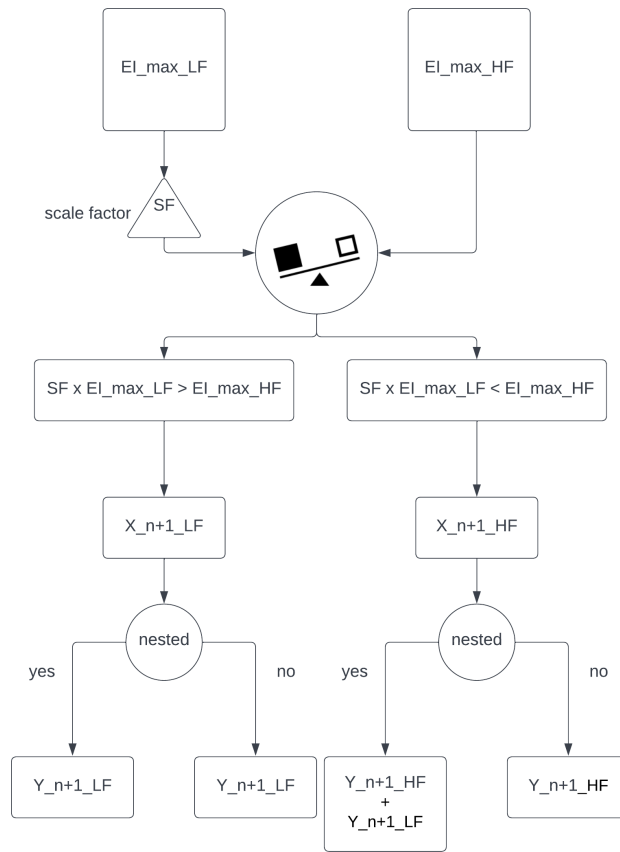 EI_max_LF
EI_max_HF
scale factor
SF
SF x EI_max_LF > EI_max_HF
SF x EI_max_LF < EI_max_HF
X_n+1_LF
X_n+1_HF
nested
nested
yes
no
yes
no
Y_n+1_LF
Y_n+1_LF
Y_n+1_HF
+
Y_n+1_LF
Y_n+1_HF